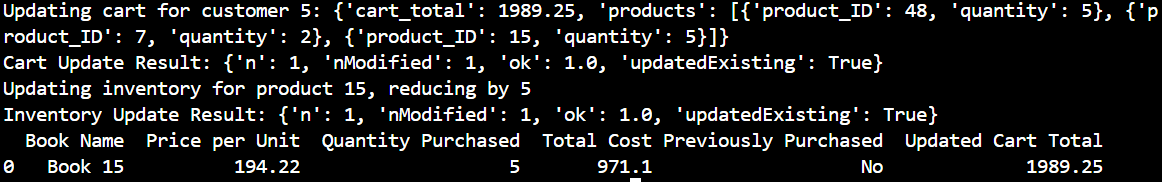 Updating cart for customer 5: {'cart_total': 1989.25, 'products': [{'product_ID': 48, 'quantity': 5}, {'p
roduct_ID': 7, 'quantity': 2}, {'product_ID': 15, 'quantity': 5}]}
Cart Update Result: {'n': 1, 'nModified': 1, 'ok': 1.0, 'updatedExisting': True}
Updating inventory for product 15, reducing by 5
Inventory Update Result: {'n': 1, 'nModified': 1, 'ok': 1.0, 'updatedExisting': True}
  Book Name  Price per Unit  Quantity Purchased  Total Cost Previously Purchased  Updated Cart Total
0   Book 15          194.22                   5       971.1                   No             1989.25